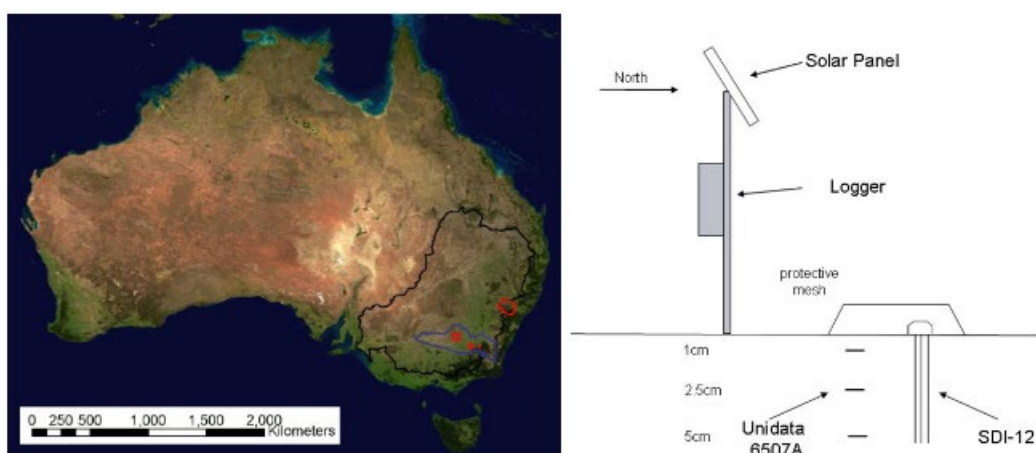 0 250 500 1,000 1,500 2,000
Kilometers
Solar Panel
North
Logger
protective
mesh
1cm
2.5cm
5cm
Unidata
6507A
SDI-12